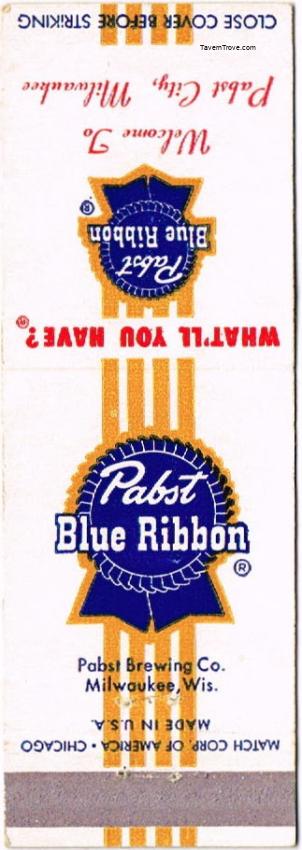 CLOSE COVER BEFORE STRIKING
TavernTrove.com
Welcome To
Pabst City, Milwaukee
Pabst
Blue Ribbon
®
WHAT'LL YOU HAVE?®
Pabst
Blue Ribbon
®
Pabst Brewing Co.
Milwaukee, Wis.
MADE IN U.S.A.
MATCH CORP. OF AMERICA • CHICAGO